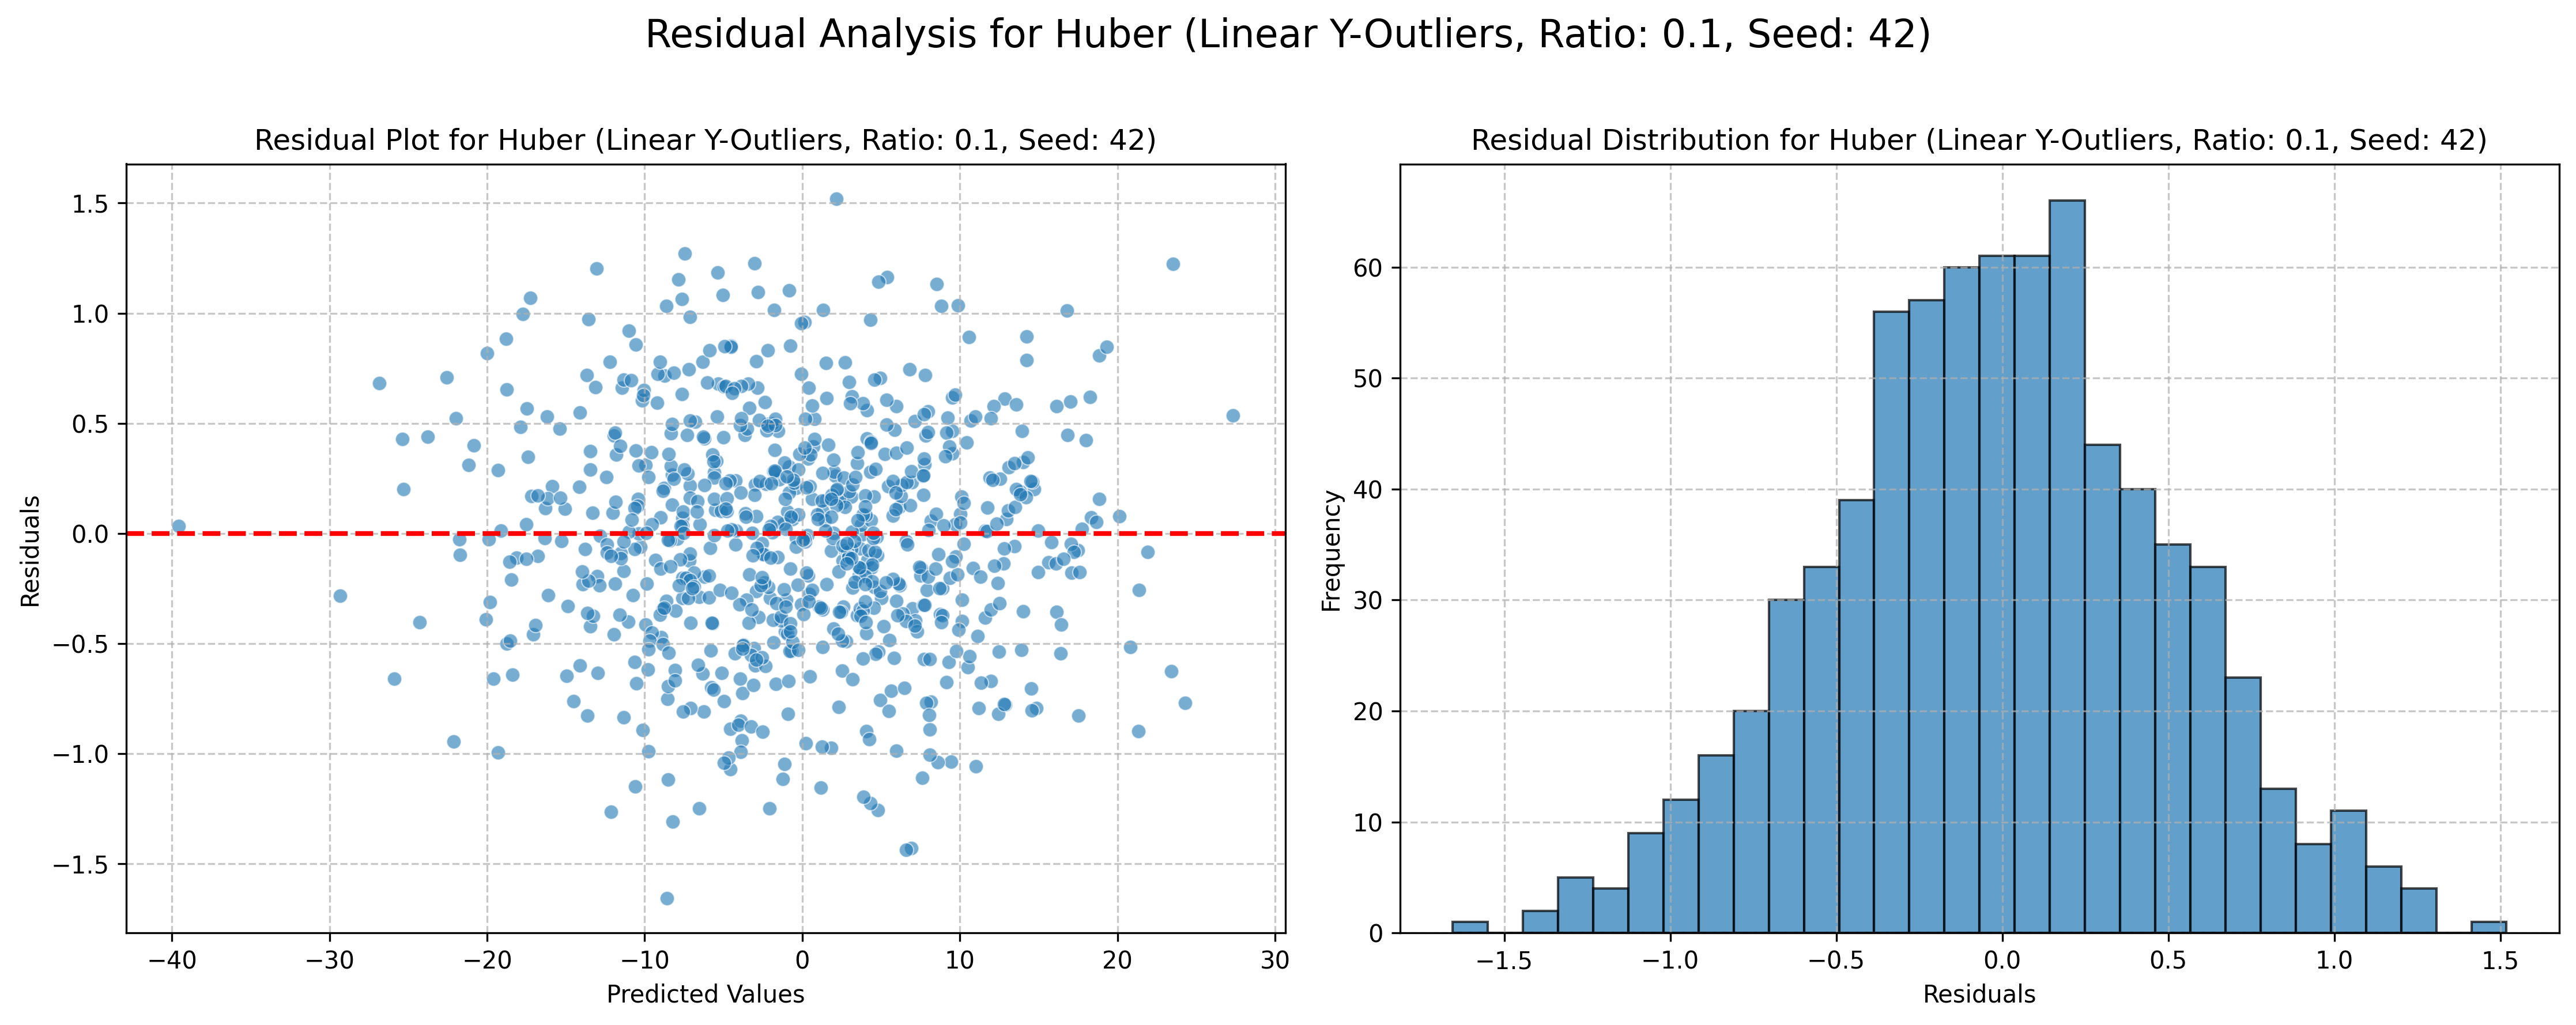 Residual Analysis for Huber (Linear Y-Outliers, Ratio: 0.1, Seed: 42)
Residual Plot for Huber (Linear Y-Outliers, Ratio: 0.1, Seed: 42)
1.5
1.0
0.5
0.0
−0.5
−1.0
−1.5
Residuals
−40 −30 −20 −10 0 10 20 30
Predicted Values
Residual Distribution for Huber (Linear Y-Outliers, Ratio: 0.1, Seed: 42)
60
50
40
30
20
10
0
Frequency
−1.5 −1.0 −0.5 0.0 0.5 1.0 1.5
Residuals